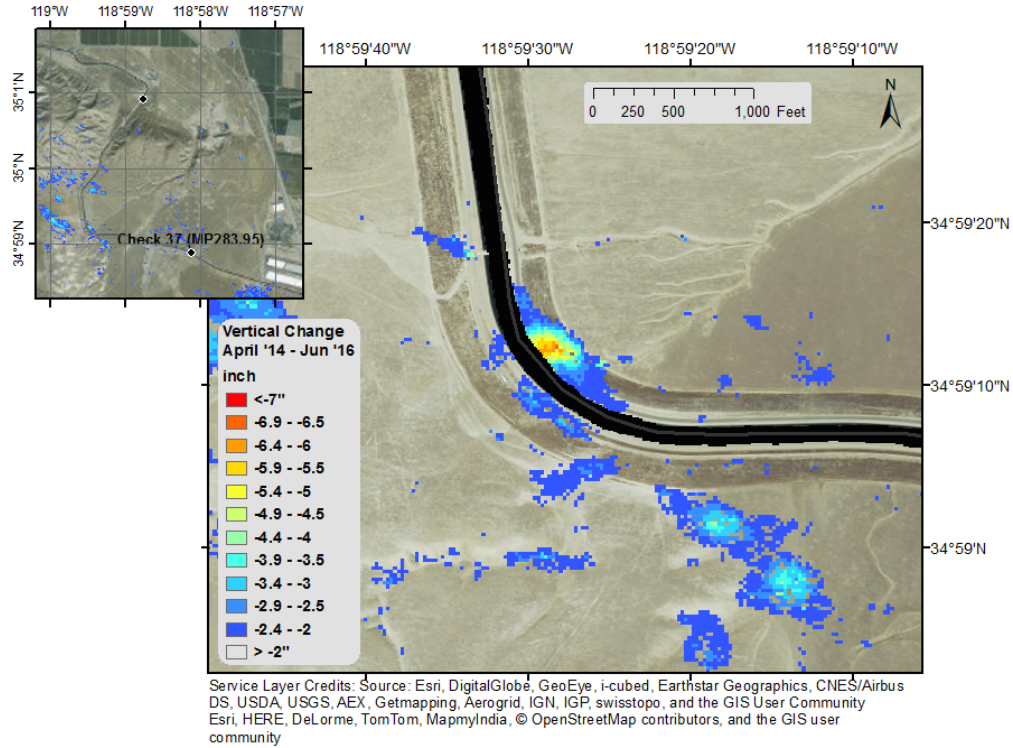 119°W 118°59'W 118°58'W 118°57'W
118°59'40"W 118°59'30"W 118°59'20"W 118°59'10"W
35°1'N
35°N
34°59'N
Check 37 (MP283.95)
0 250 500 1,000 Feet
N
34°59'20"N
34°59'10"N
34°59'N
Vertical Change
April '14 - Jun '16
inch
<-7"
-6.9 - -6.5
-6.4 - -6
-5.9 - -5.5
-5.4 - -5
-4.9 - -4.5
-4.4 - -4
-3.9 - -3.5
-3.4 - -3
-2.9 - -2.5
-2.4 - -2
> -2"
Service Layer Credits: Source: Esri, DigitalGlobe, GeoEye, i-cubed, Earthstar Geographics, CNES/Airbus
DS, USDA, USGS, AEX, Getmapping, Aerogrid, IGN, IGP, swisstopo, and the GIS User Community
Esri, HERE, DeLorme, TomTom, MapmyIndia, © OpenStreetMap contributors, and the GIS user
community